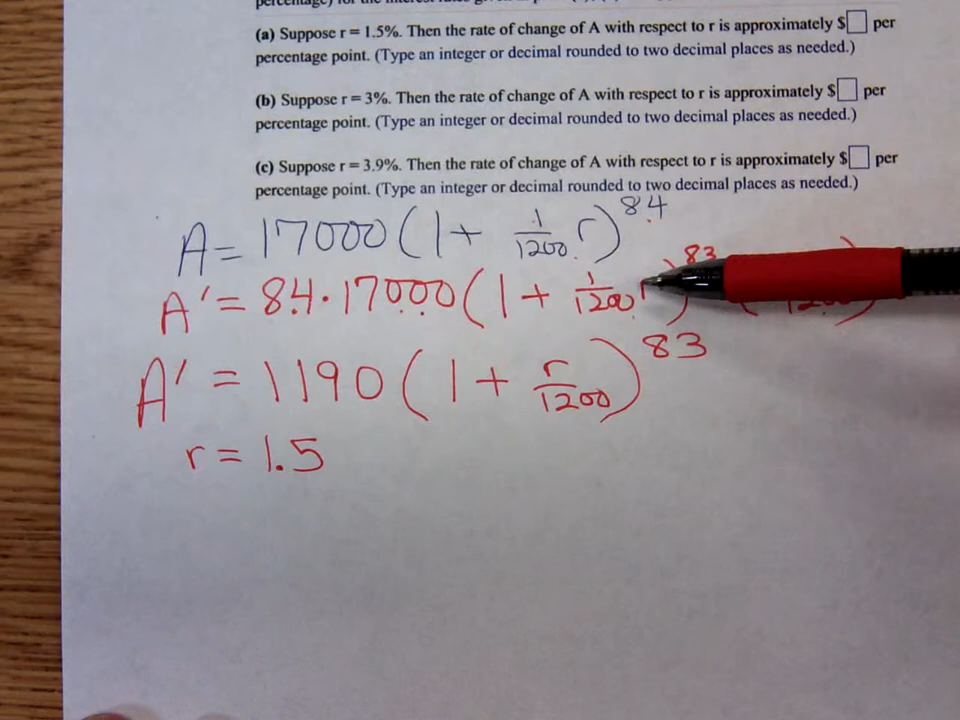 (a) Suppose r = 1.5%. Then the rate of change of A with respect to r is approximately $ per
percentage point. (Type an integer or decimal rounded to two decimal places as needed.)
(b) Suppose r = 3%. Then the rate of change of A with respect to r is approximately $ per
percentage point. (Type an integer or decimal rounded to two decimal places as needed.)
(c) Suppose r = 3.9%. Then the rate of change of A with respect to r is approximately $ per
percentage point. (Type an integer or decimal rounded to two decimal places as needed.)
A = 17000 (1 + 1/1200 r)^84
A' = 84 · 17000 (1 + 1/1200 r)^83
A' = 1190 (1 + r/1200)^83
r = 1.5